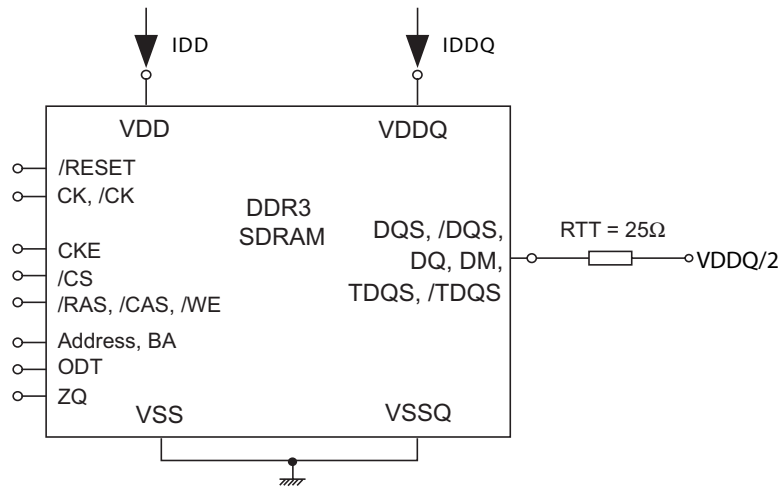 IDD
IDDQ
VDD
VDDQ
/RESET
CK, /CK
DDR3
SDRAM
DQS, /DQS,
DQ, DM,
TDQS, /TDQS
RTT = 25Ω
VDDQ/2
CKE
/CS
/RAS, /CAS, /WE
Address, BA
ODT
ZQ
VSS
VSSQ